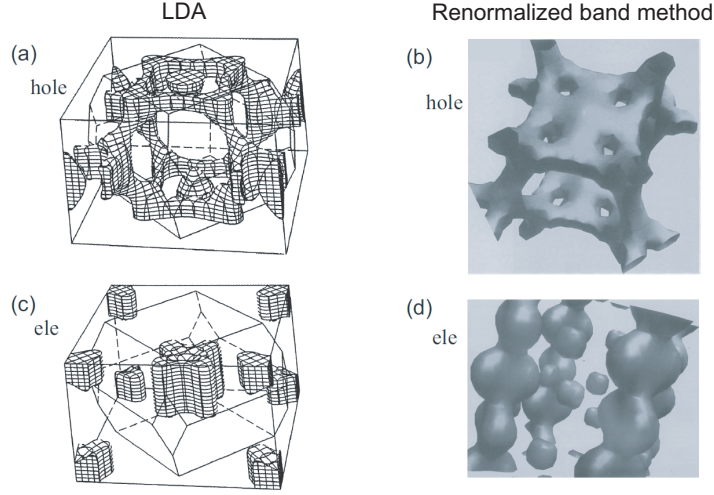 LDA
Renormalized band method
(a)
hole
(b)
hole
(c)
ele
(d)
ele